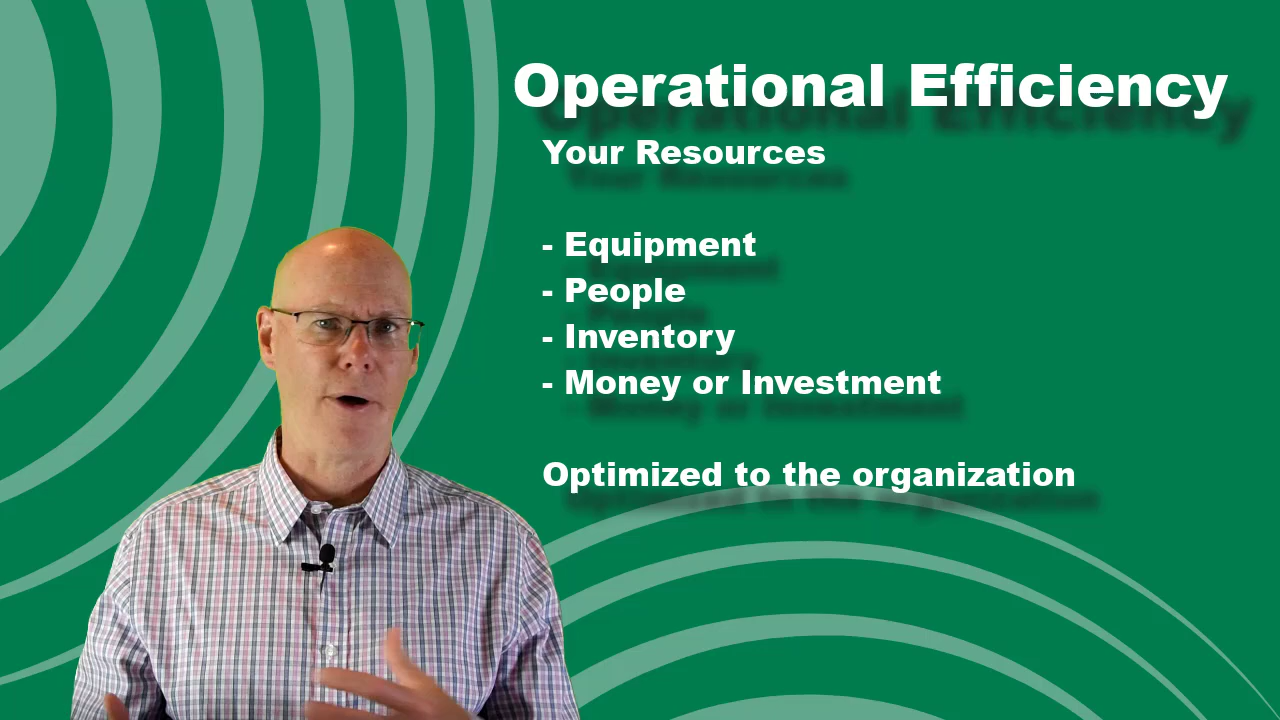 Operational Efficiency
Your Resources
- Equipment
- People
- Inventory
- Money or Investment
Optimized to the organization